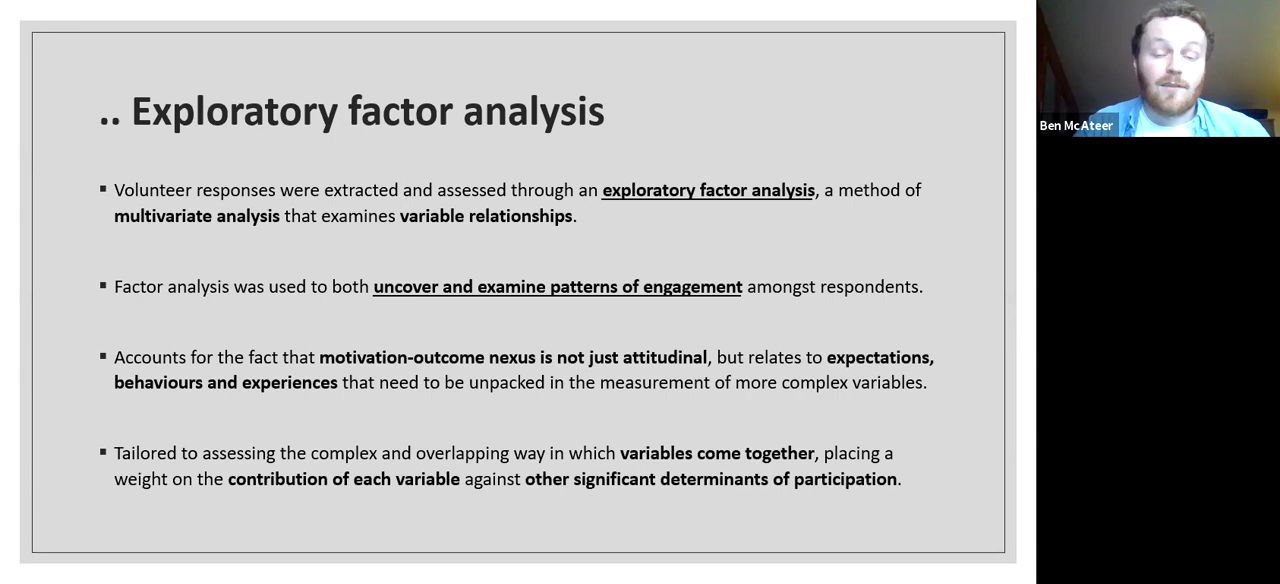 .. Exploratory factor analysis
▪ Volunteer responses were extracted and assessed through an exploratory factor analysis, a method of
multivariate analysis that examines variable relationships.
▪ Factor analysis was used to both uncover and examine patterns of engagement amongst respondents.
▪ Accounts for the fact that motivation-outcome nexus is not just attitudinal, but relates to expectations,
behaviours and experiences that need to be unpacked in the measurement of more complex variables.
▪ Tailored to assessing the complex and overlapping way in which variables come together, placing a
weight on the contribution of each variable against other significant determinants of participation.
Ben McAteer